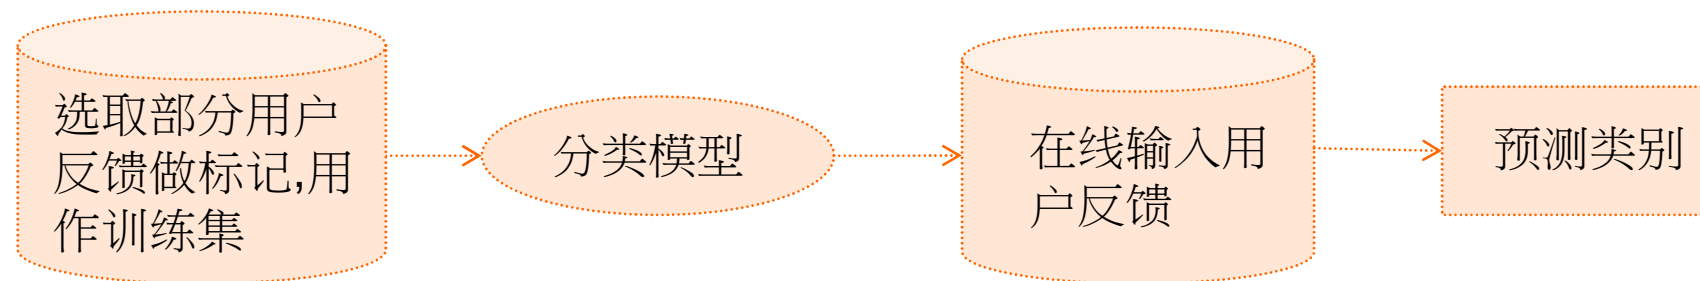 选取部分用户
反馈做标记,用
作训练集
分类模型
在线输入用
户反馈
预测类别